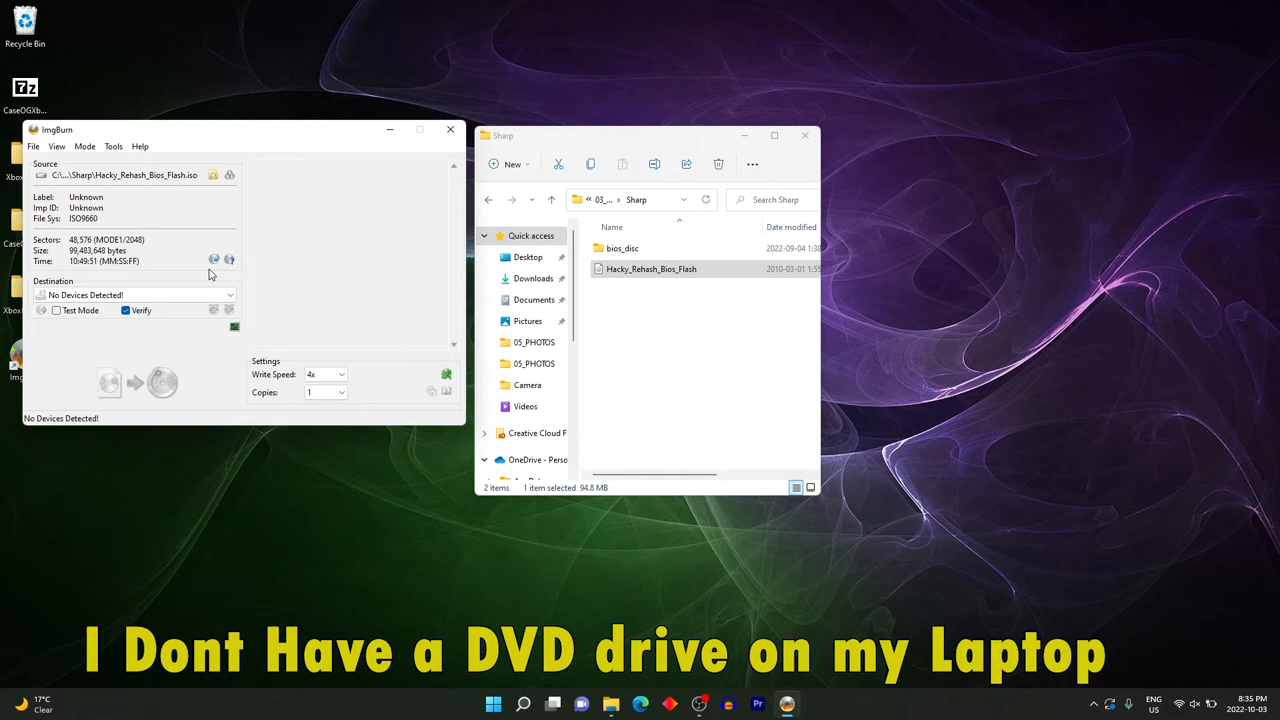 Recycle Bin
CaseOGXb...
ImgBurn
File View Mode Tools Help
Source
C:\...\Sharp\Hacky_Rehash_Bios_Flash.iso
Label: Unknown
Imp ID: Unknown
File Sys: ISO9660
Sectors: 48,576 (MODE1/2048)
Size: 99,483,648 bytes
Time: 10:49:51 (MM:SS:FF)
Destination
No Devices Detected!
Test Mode Verify
Settings
Write Speed: 4x
Copies: 1
No Devices Detected!
Sharp
New
03_... Sharp
Search Sharp
Name Date modified
Quick access
Desktop
Downloads
Documents
Pictures
05_PHOTOS
05_PHOTOS
Camera
Videos
Creative Cloud F
OneDrive - Perso
bios_disc 2022-09-04 1:38
Hacky_Rehash_Bios_Flash 2010-03-01 1:55
2 items 1 item selected 94.8 MB
I Dont Have a DVD drive on my Laptop
17°C
Clear
ENG
US
8:35 PM
2022-10-03